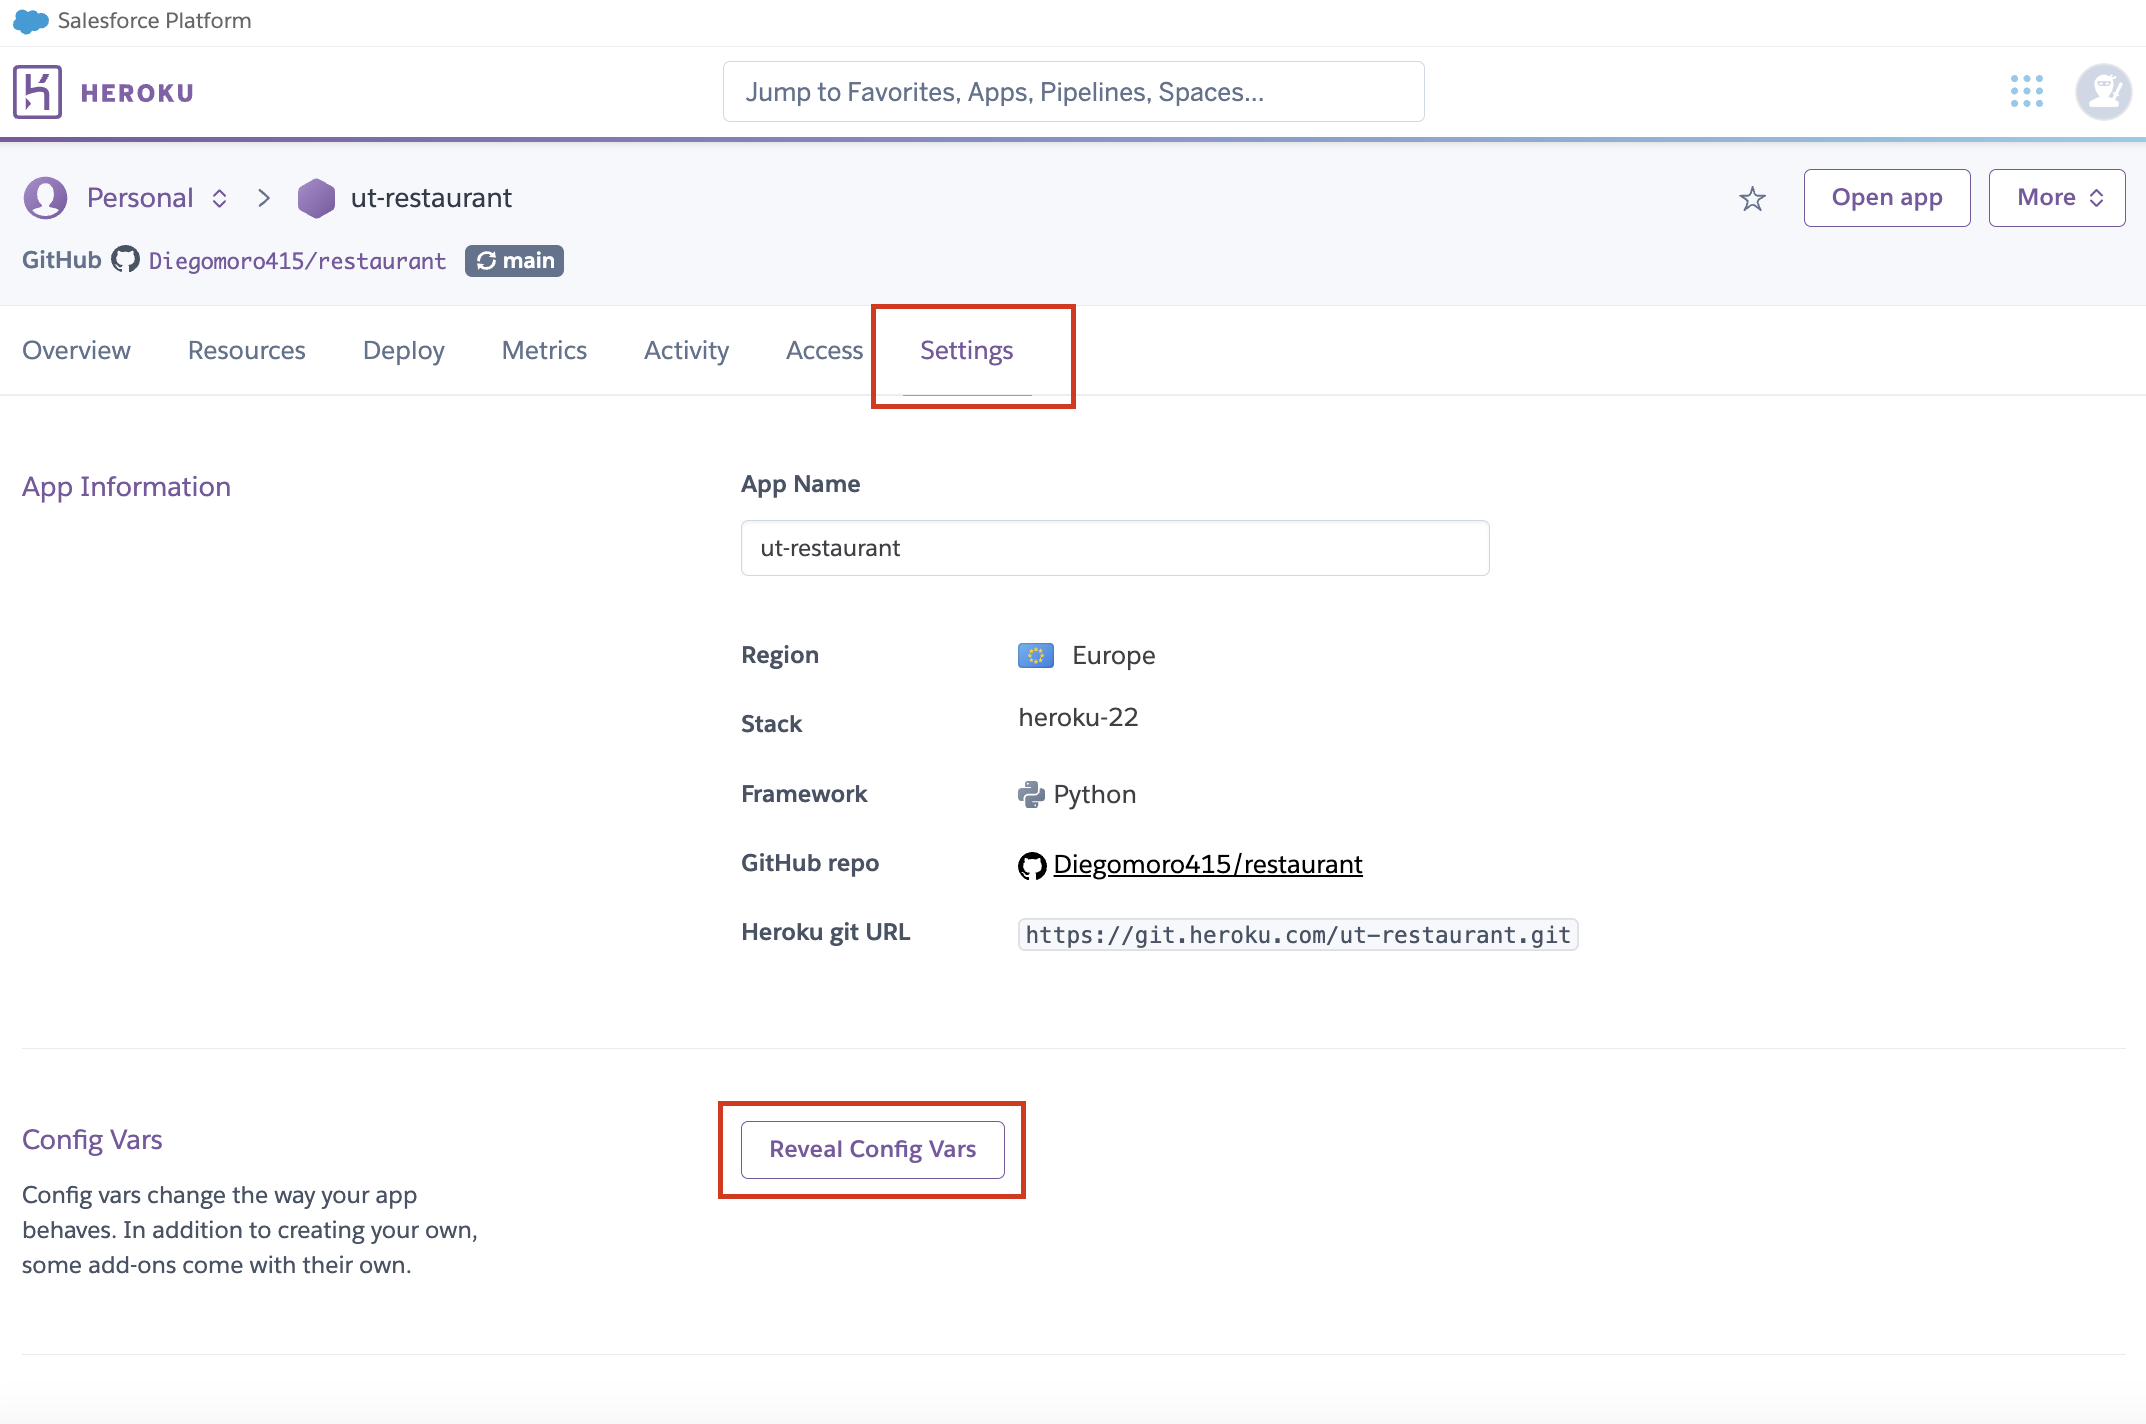 Salesforce Platform
HEROKU
Jump to Favorites, Apps, Pipelines, Spaces...
Personal
ut-restaurant
Open app
More
GitHub Diegomoro415/restaurant main
Overview Resources Deploy Metrics Activity Access Settings
App Information
App Name
ut-restaurant
Region Europe
Stack heroku-22
Framework Python
GitHub repo Diegomoro415/restaurant
Heroku git URL https://git.heroku.com/ut-restaurant.git
Config Vars
Config vars change the way your app
behaves. In addition to creating your own,
some add-ons come with their own.
Reveal Config Vars